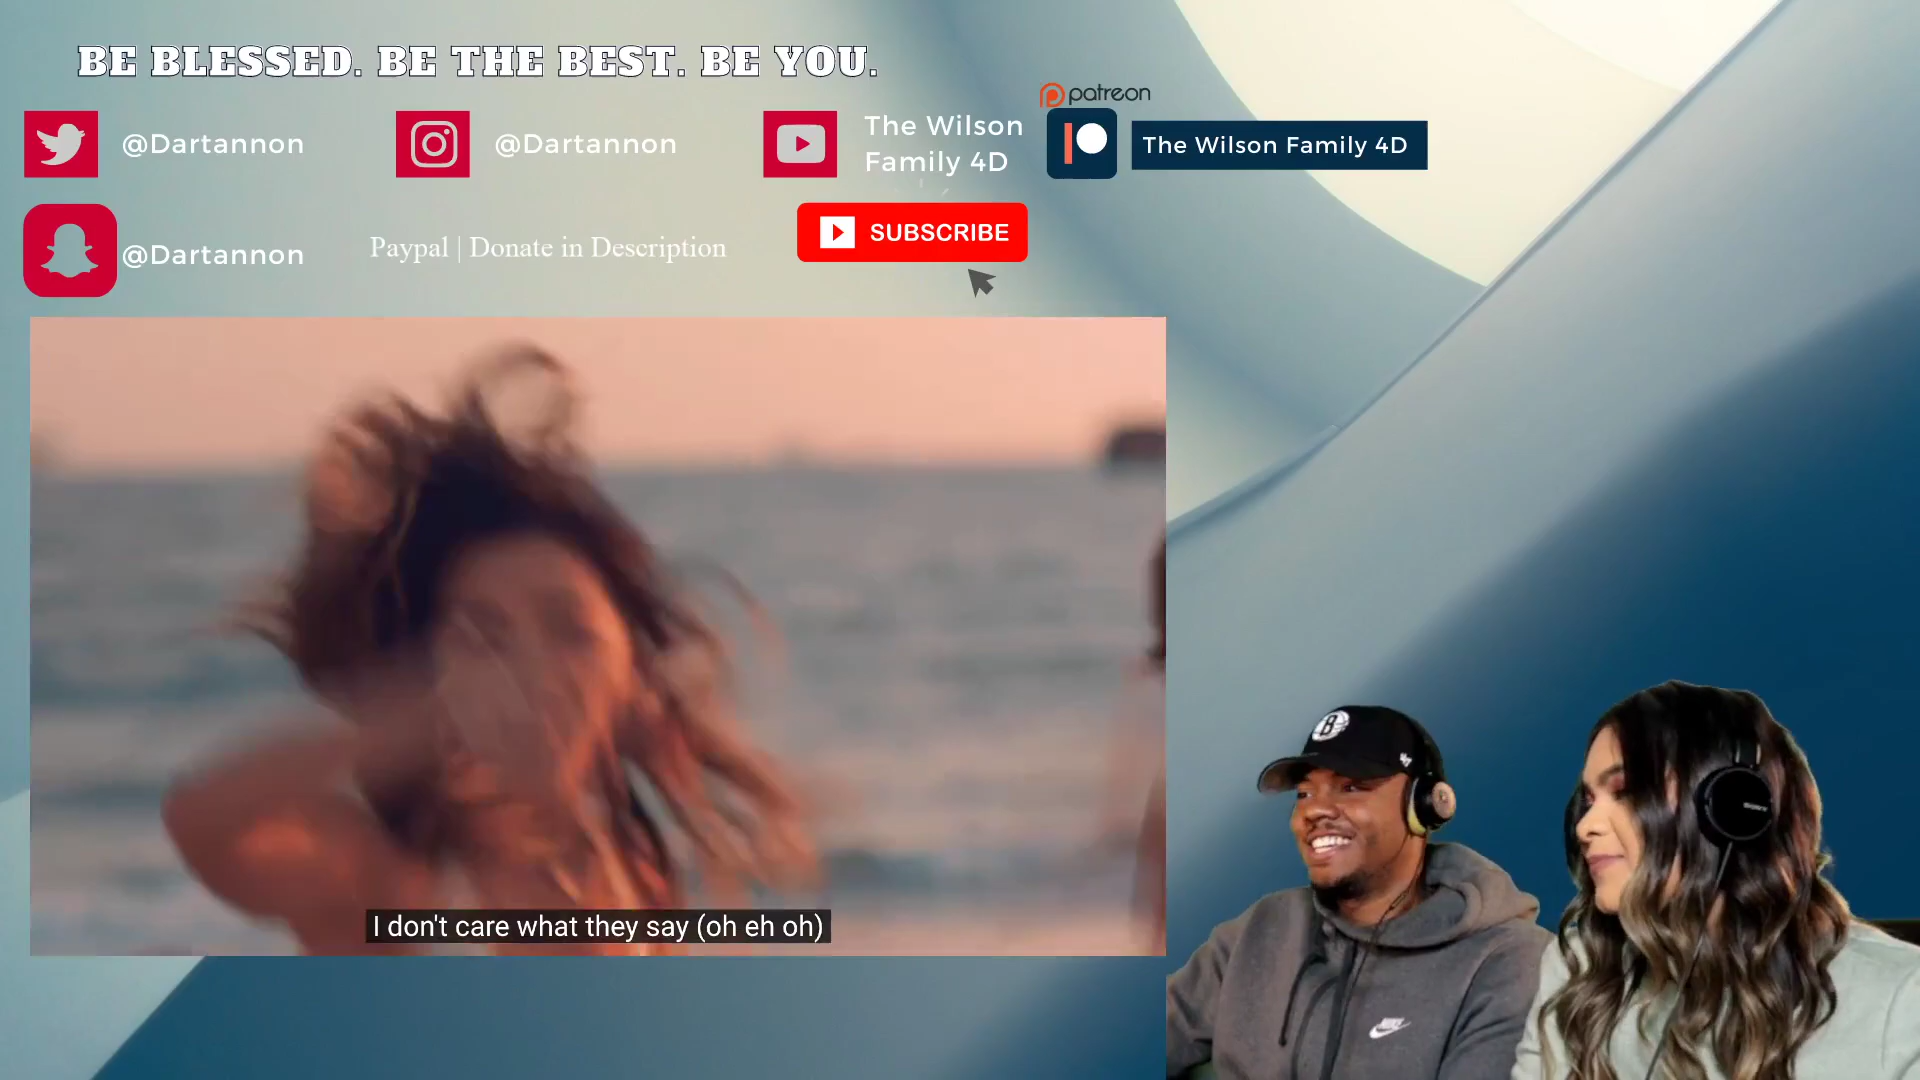 BE BLESSED. BE THE BEST. BE YOU.
patreon
@Dartannon
@Dartannon
The Wilson
Family 4D
The Wilson Family 4D
@Dartannon
Paypal | Donate in Description
SUBSCRIBE
B
I don't care what they say (oh eh oh)